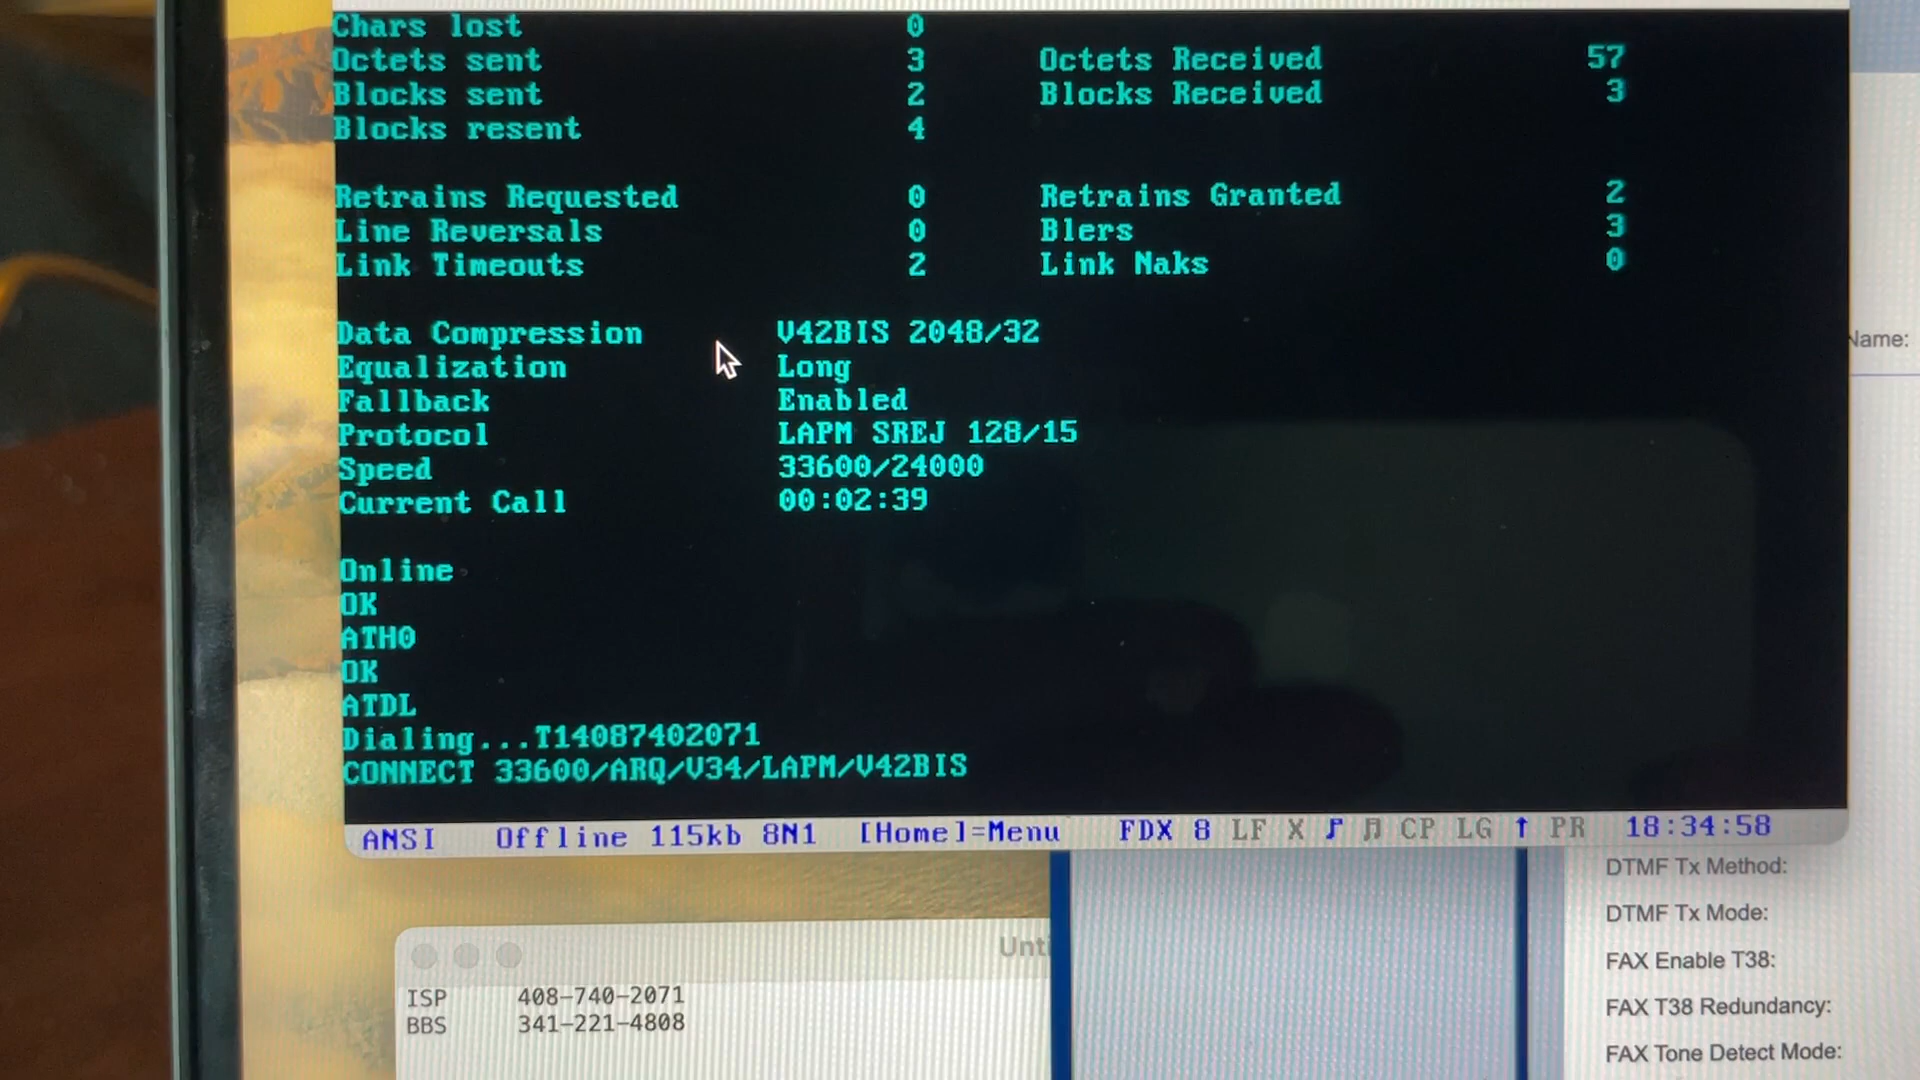 Chars lost 0
Octets sent 3 Octets Received 57
Blocks sent 2 Blocks Received 3
Blocks resent 4
Retrains Requested 0 Retrains Granted 2
Line Reversals 0 Blers 3
Link Timeouts 2 Link Naks 0
Data Compression V42BIS 2048/32
Equalization Long
Fallback Enabled
Protocol LAPM SREJ 128/15
Speed 33600/24000
Current Call 00:02:39
Online
OK
ATH0
OK
ATDL
Dialing...T14087402071
CONNECT 33600/ARQ/V34/LAPM/V42BIS
ANSI Offline 115kb 8N1 [Home]=Menu FDX 8 LF X ♪ ♫ CP LG ↑ PR 18:34:58
Name:
DTMF Tx Method:
DTMF Tx Mode:
FAX Enable T38:
FAX T38 Redundancy:
FAX Tone Detect Mode:
Unti
ISP 408-740-2071
BBS 341-221-4808